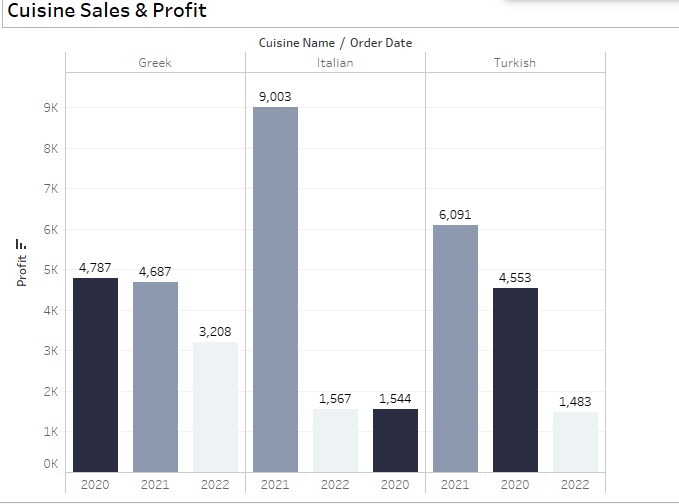 Cuisine Sales & Profit
Cuisine Name / Order Date
Greek Italian Turkish
9K
8K
7K
6K
5K
4K
3K
2K
1K
0K
Profit
4,787
4,687
3,208
9,003
1,567
1,544
6,091
4,553
1,483
2020 2021 2022 2021 2022 2020 2021 2020 2022